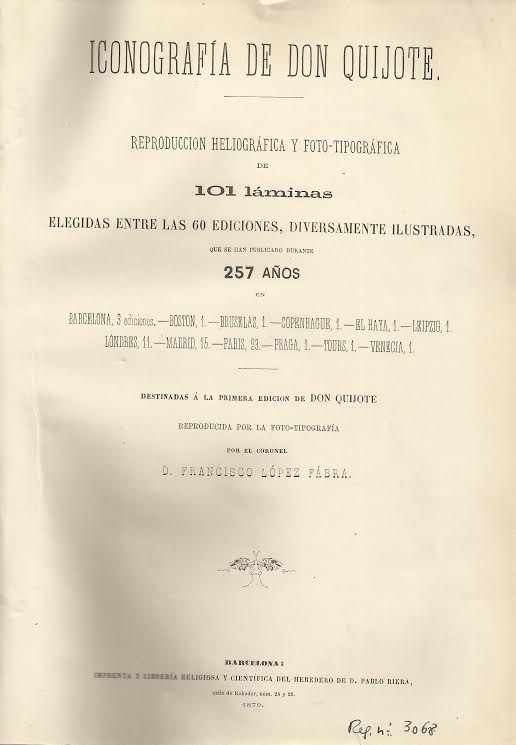 ICONOGRAFÍA DE DON QUIJOTE.
REPRODUCCION HELIOGRÁFICA Y FOTO-TIPOGRÁFICA
DE
101 láminas
ELEGIDAS ENTRE LAS 60 EDICIONES, DIVERSAMENTE ILUSTRADAS,
QUE SE HAN PUBLICADO DURANTE
257 AÑOS
EN
BARCELONA, 3 ediciones.—BOSTON, 1.—BRUSELAS, 1.—COPENHAGUE, 1.—EL HAYA, 1.—LEIPZIG, 1.
LÓNDRES, 11.—MADRID, 15.—PARIS, 23.—PRAGA, 1.—TOURS, 1.—VENECIA, 1.
DESTINADAS Á LA PRIMERA EDICION DE DON QUIJOTE
REPRODUCIDA POR LA FOTO-TIPOGRAFÍA
POR EL CORONEL
D. FRANCISCO LÓPEZ FÁBRA.
BARCELONA:
IMPRENTA Y LIBRERÍA RELIGIOSA Y CIENTÍFICA DEL HEREDERO DE D. PABLO RIERA,
calle de Robador, núm. 24 y 26.
1879.
Reg. nº 3068